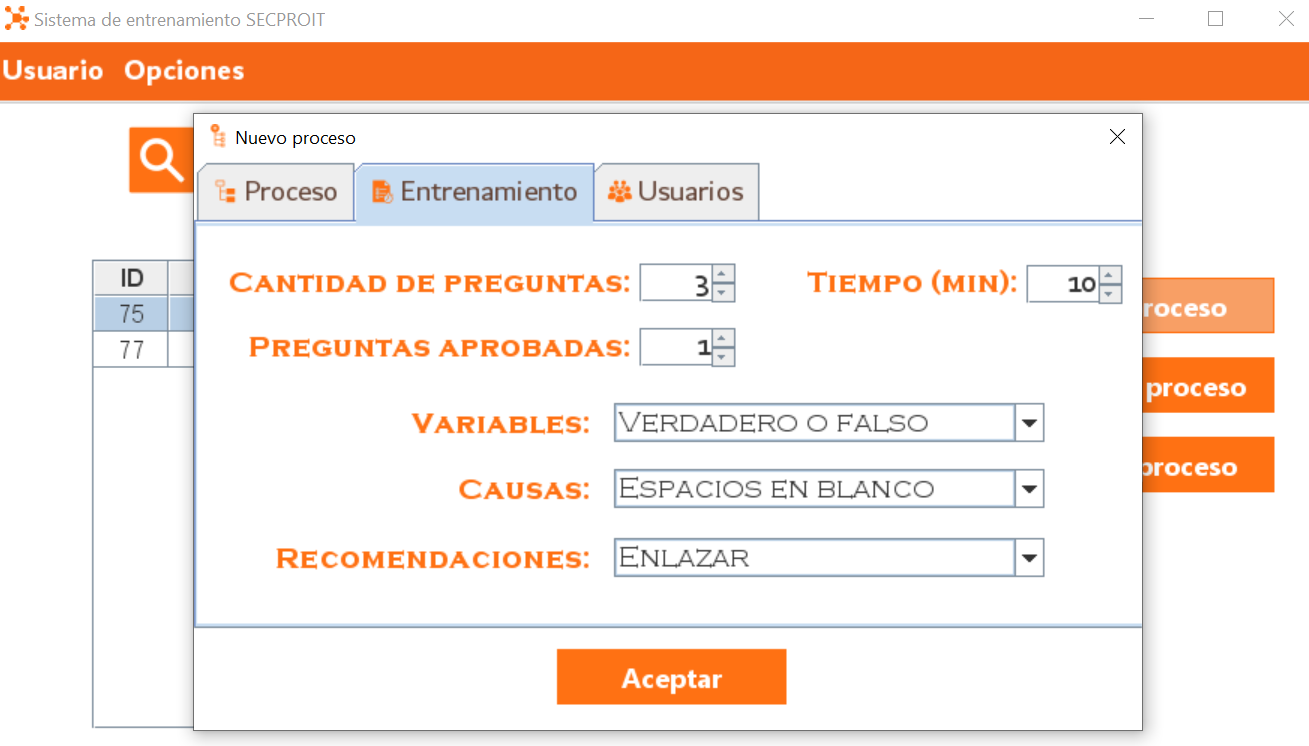 Sistema de entrenamiento SECPROIT
Usuario Opciones
Nuevo proceso
Proceso Entrenamiento Usuarios
ID
75
77
CANTIDAD DE PREGUNTAS: 3 TIEMPO (MIN): 10
PREGUNTAS APROBADAS: 1
VARIABLES: VERDADERO O FALSO
CAUSAS: ESPACIOS EN BLANCO
RECOMENDACIONES: ENLAZAR
roceso
proceso
proceso
Aceptar